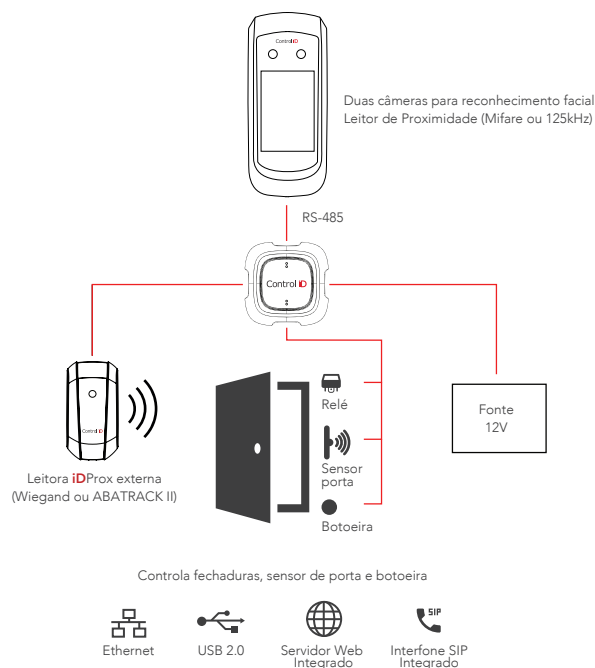 Control iD
Duas câmeras para reconhecimento facial
Leitor de Proximidade (Mifare ou 125kHz)
RS-485
Control iD
Control iD
Relé
Sensor
porta
Botoeira
Fonte
12V
Leitora iDProx externa
(Wiegand ou ABATRACK II)
Controla fechaduras, sensor de porta e botoeira
SIP
Ethernet
USB 2.0
Servidor Web
Integrado
Interfone SIP
Integrado